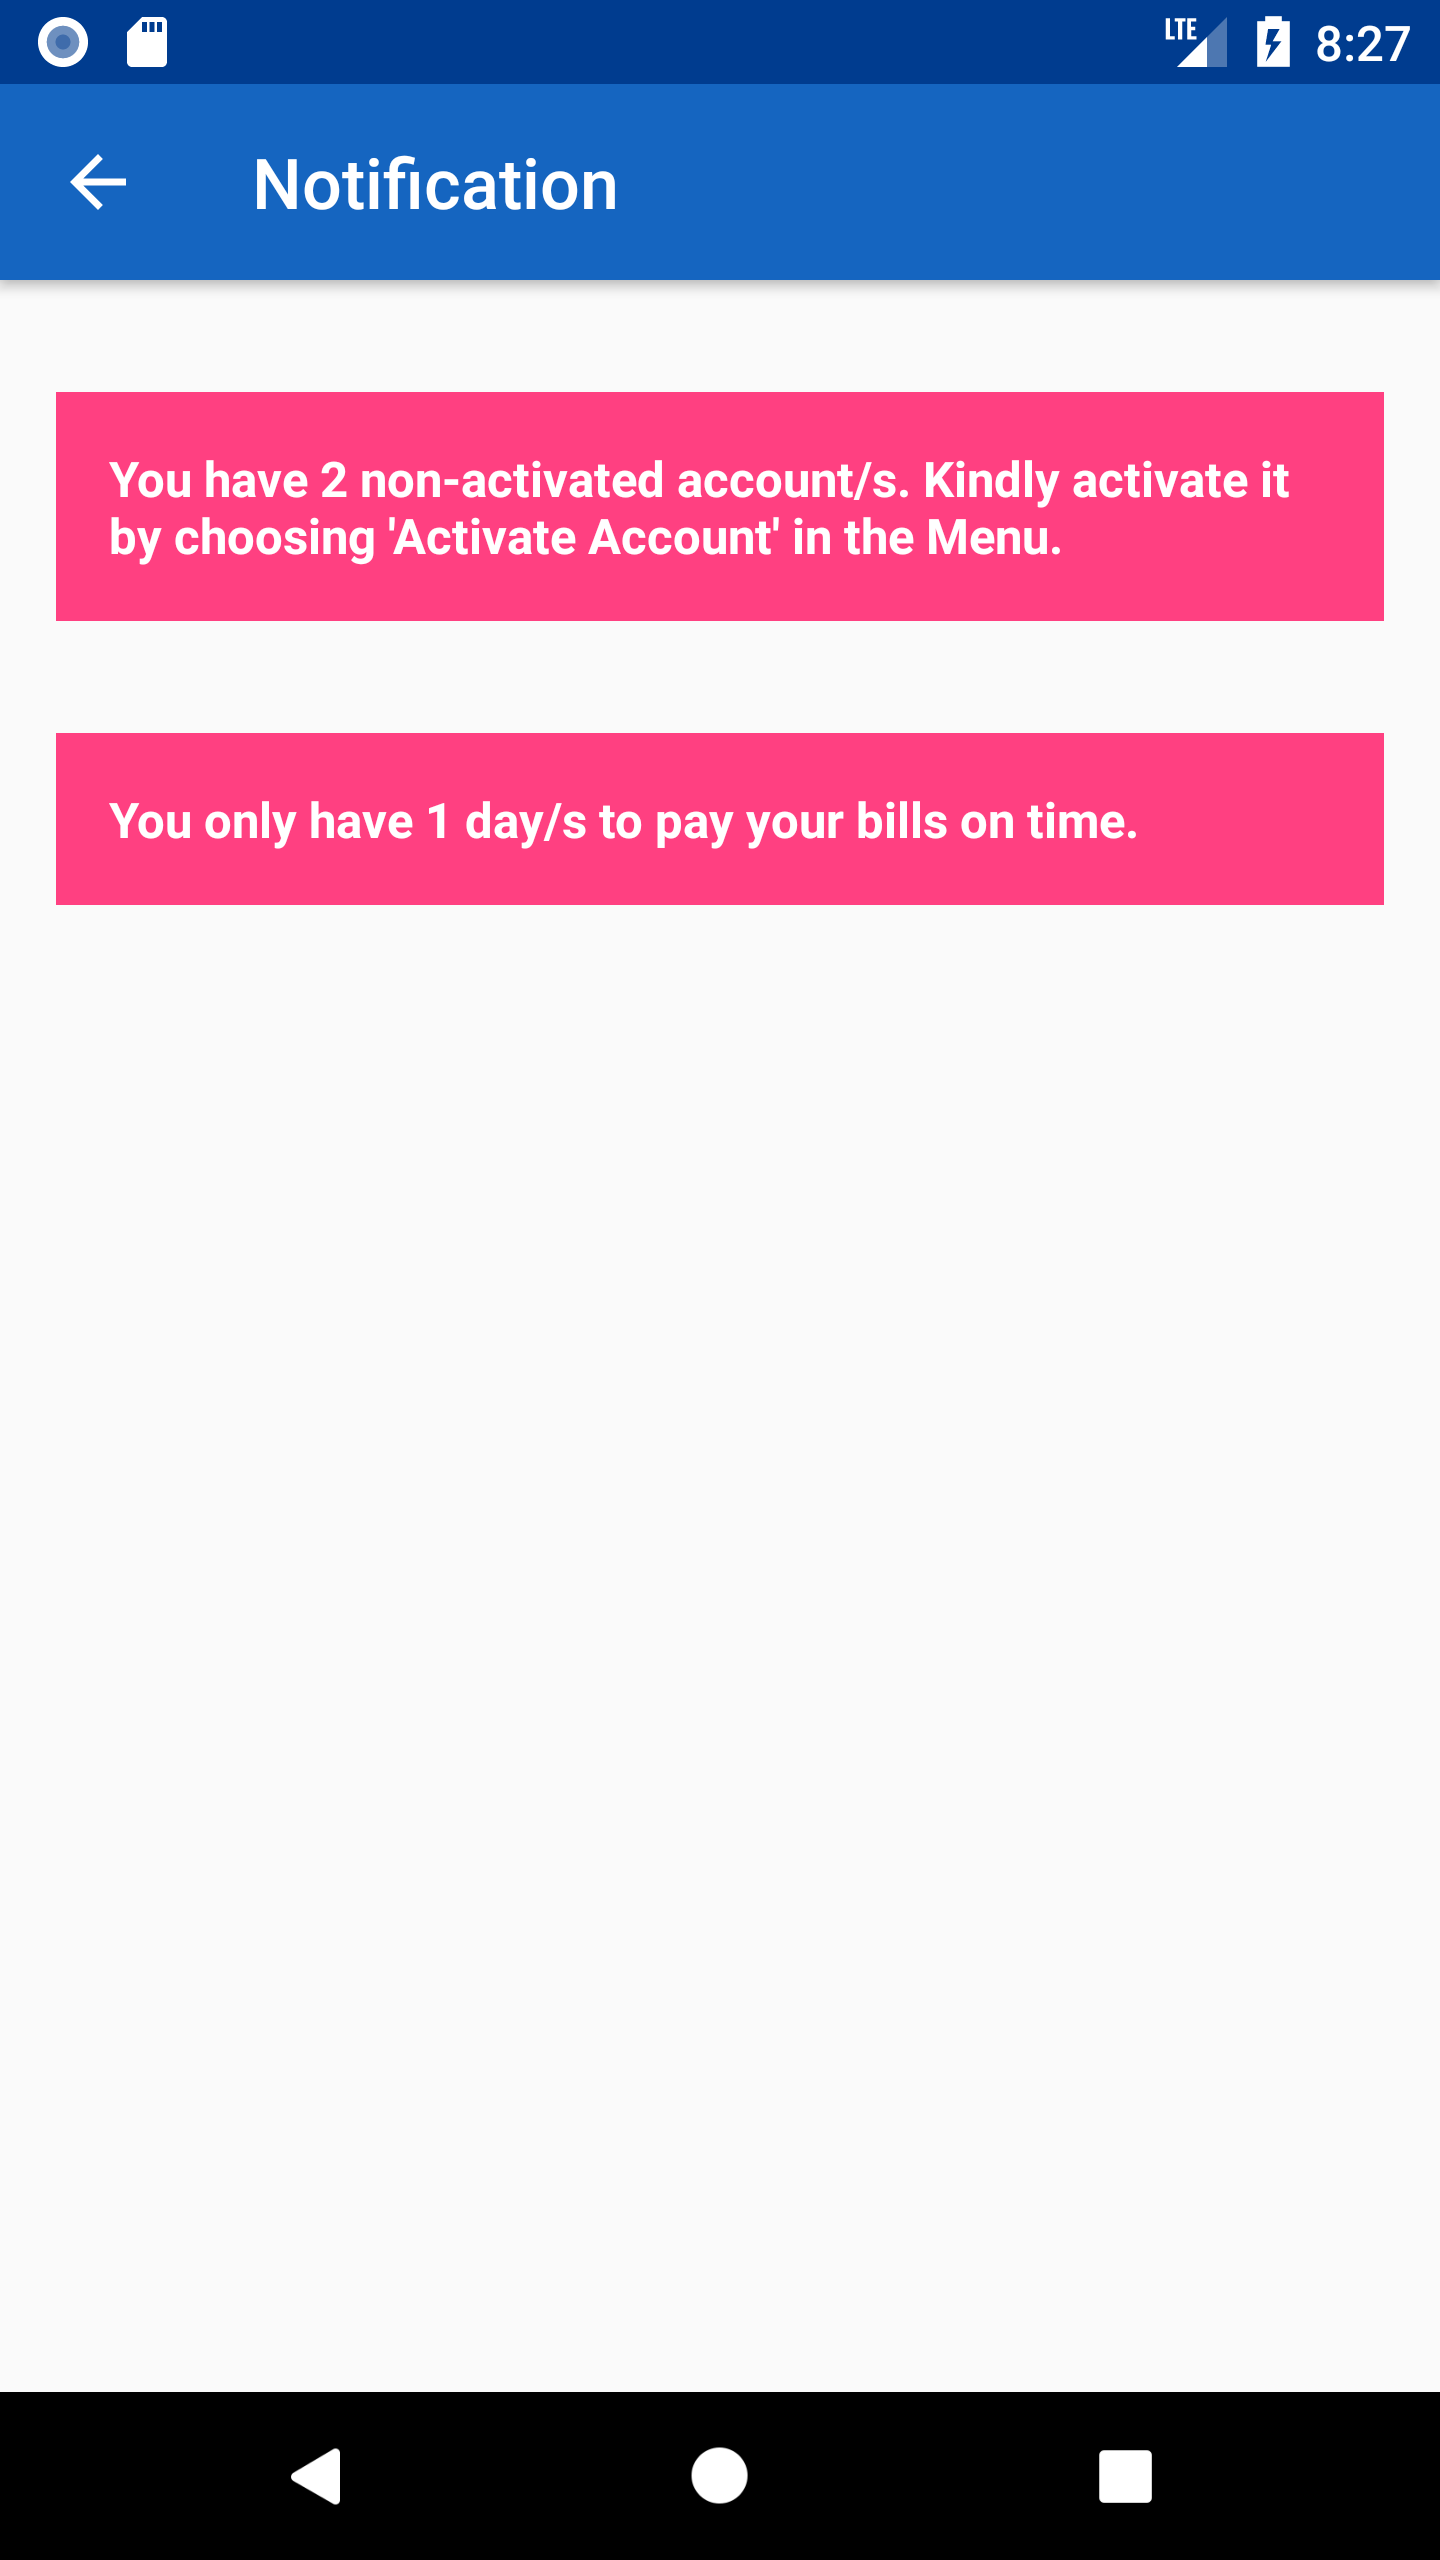 LTE 8:27
Notification
You have 2 non-activated account/s. Kindly activate it
by choosing 'Activate Account' in the Menu.
You only have 1 day/s to pay your bills on time.